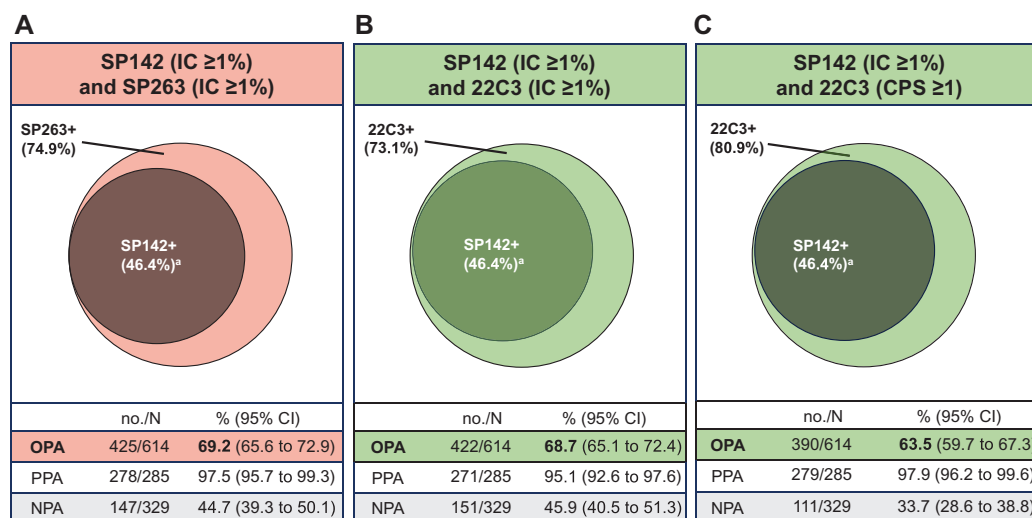 A
SP142 (IC ≥1%)
and SP263 (IC ≥1%)
SP263+
(74.9%)
SP142+
(46.4%)ᵃ
no./N % (95% CI)
OPA 425/614 69.2 (65.6 to 72.9)
PPA 278/285 97.5 (95.7 to 99.3)
NPA 147/329 44.7 (39.3 to 50.1)
B
SP142 (IC ≥1%)
and 22C3 (IC ≥1%)
22C3+
(73.1%)
SP142+
(46.4%)ᵃ
no./N % (95% CI)
OPA 422/614 68.7 (65.1 to 72.4)
PPA 271/285 95.1 (92.6 to 97.6)
NPA 151/329 45.9 (40.5 to 51.3)
C
SP142 (IC ≥1%)
and 22C3 (CPS ≥1)
22C3+
(80.9%)
SP142+
(46.4%)ᵃ
no./N % (95% CI)
OPA 390/614 63.5 (59.7 to 67.3
PPA 279/285 97.9 (96.2 to 99.6)
NPA 111/329 33.7 (28.6 to 38.8)